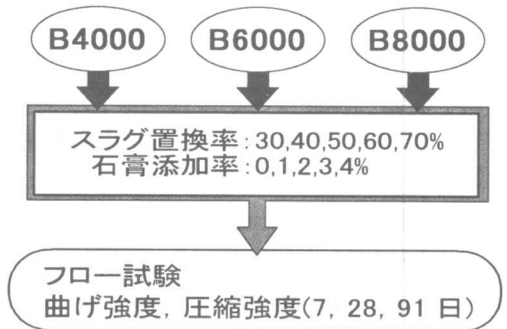 B4000 B6000 B8000
スラグ置換率:30,40,50,60,70%
石膏添加率:0,1,2,3,4%
フロー試験
曲げ強度, 圧縮強度(7, 28, 91 日)